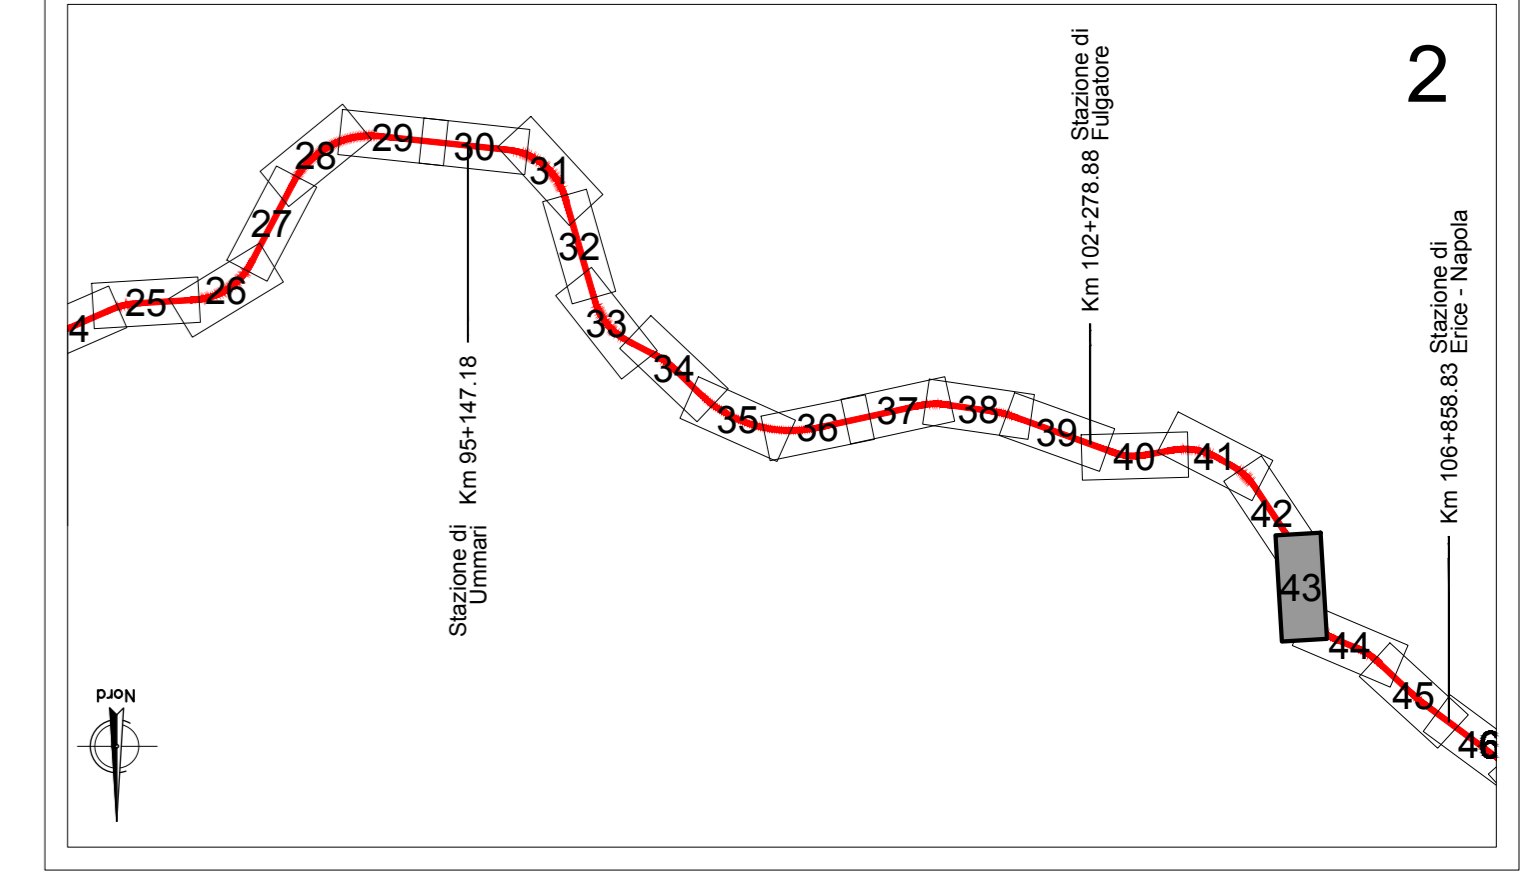 2
Stazione di
Fulgatore
Km 102+278.88
Stazione di
Erice - Napola
Km 106+858.83
Km 95+147.18
Stazione di
Ummari
4
25
26
27
28
29
30
31
32
33
34
35
36
37
38
39
40
41
42
43
44
45
46
Nord